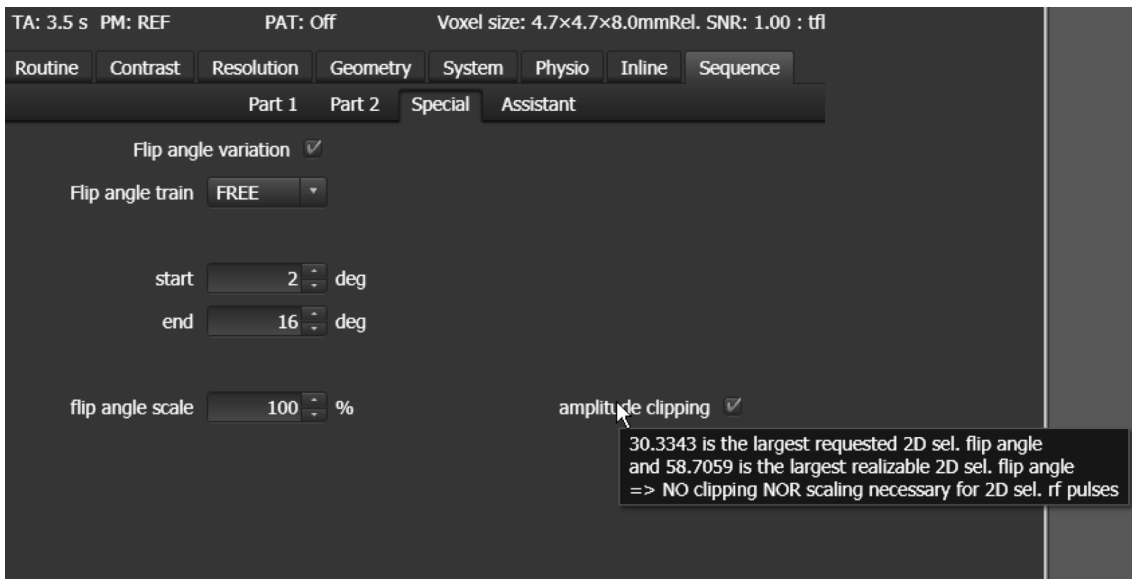 TA: 3.5 s PM: REF PAT: Off Voxel size: 4.7×4.7×8.0mmRel. SNR: 1.00 : tfl
Routine Contrast Resolution Geometry System Physio Inline Sequence
Part 1 Part 2 Special Assistant
Flip angle variation
Flip angle train FREE
start 2 deg
end 16 deg
flip angle scale 100 % amplitude clipping
30.3343 is the largest requested 2D sel. flip angle
and 58.7059 is the largest realizable 2D sel. flip angle
=> NO clipping NOR scaling necessary for 2D sel. rf pulses